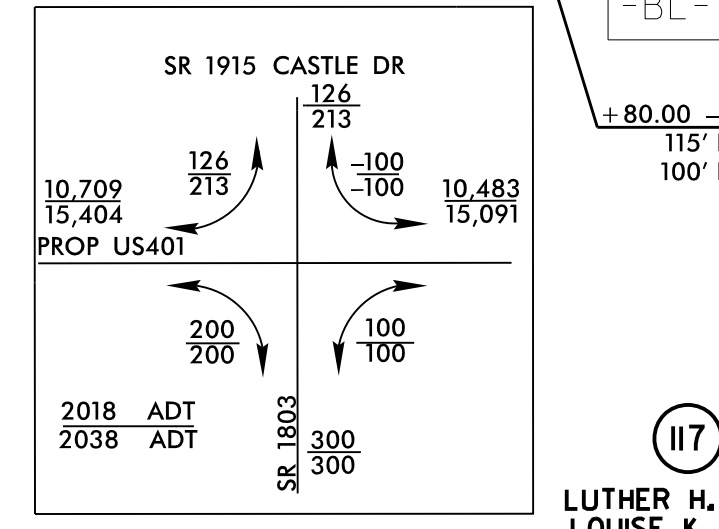 -BL-
SR 1915 CASTLE DR
126
213
+80.00 –
115'
100'
126
213
–100
–100
10,709
15,404
10,483
15,091
PROP US401
200
200
100
100
2018 ADT
2038 ADT
SR 1803
300
300
117
LUTHER H.
LOUISE K.